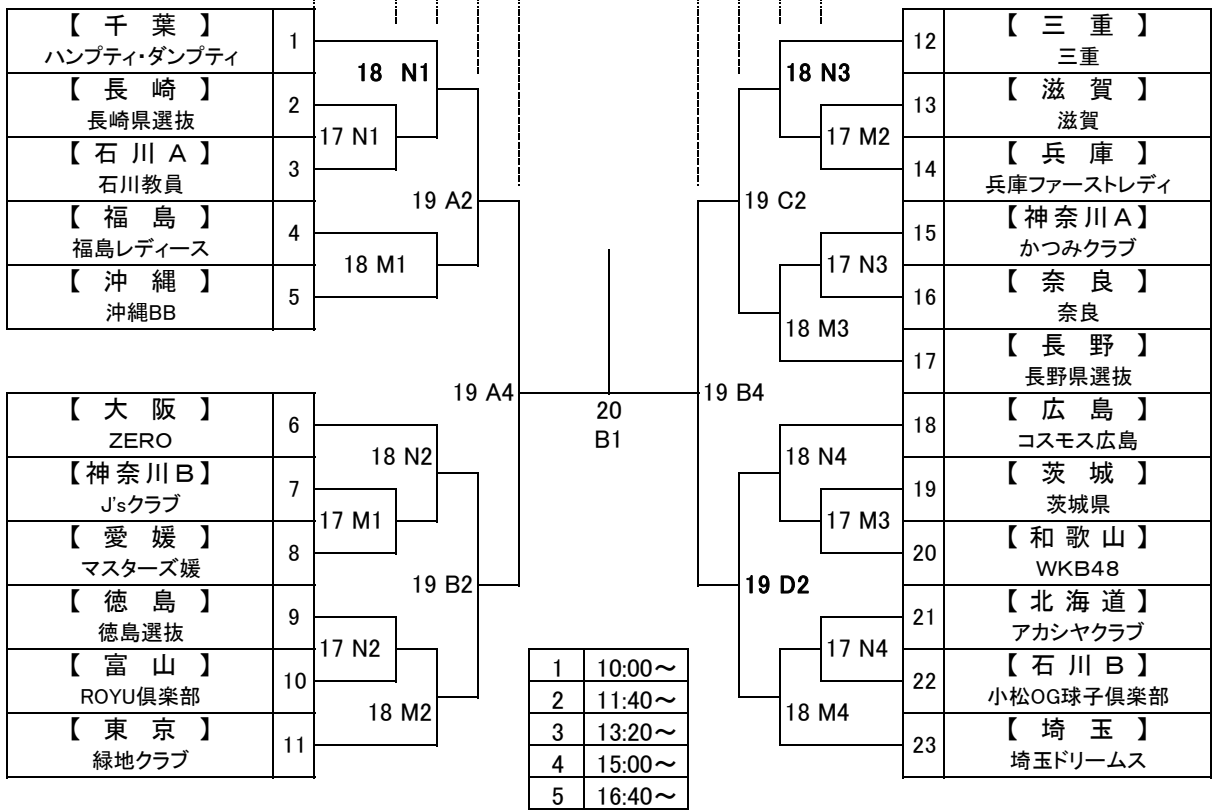 【 千 葉 】
ハンプティ・ダンプティ
1
【 長 崎 】
長崎県選抜
2
【 石 川 A 】
石川教員
3
【 福 島 】
福島レディース
4
【 沖 縄 】
沖縄BB
5
18 N1
17 N1
19 A2
18 M1
【 大 阪 】
ZERO
6
【 神 奈 川 B 】
J'sクラブ
7
【 愛 媛 】
マスターズ媛
8
【 徳 島 】
徳島選抜
9
【 富 山 】
ROYU倶楽部
10
【 東 京 】
緑地クラブ
11
19 A4
18 N2
17 M1
19 B2
17 N2
18 M2
20
B1
1 10:00～
2 11:40～
3 13:20～
4 15:00～
5 16:40～
18 N3
17 M2
19 C2
17 N3
18 M3
19 B4
18 N4
17 M3
19 D2
17 N4
18 M4
12
【 三 重 】
三重
13
【 滋 賀 】
滋賀
14
【 兵 庫 】
兵庫ファーストレディ
15
【 神 奈 川 A 】
かつみクラブ
16
【 奈 良 】
奈良
17
【 長 野 】
長野県選抜
18
【 広 島 】
コスモス広島
19
【 茨 城 】
茨城県
20
【 和 歌 山 】
WKB48
21
【 北 海 道 】
アカシヤクラブ
22
【 石 川 B 】
小松OG球子倶楽部
23
【 埼 玉 】
埼玉ドリームス